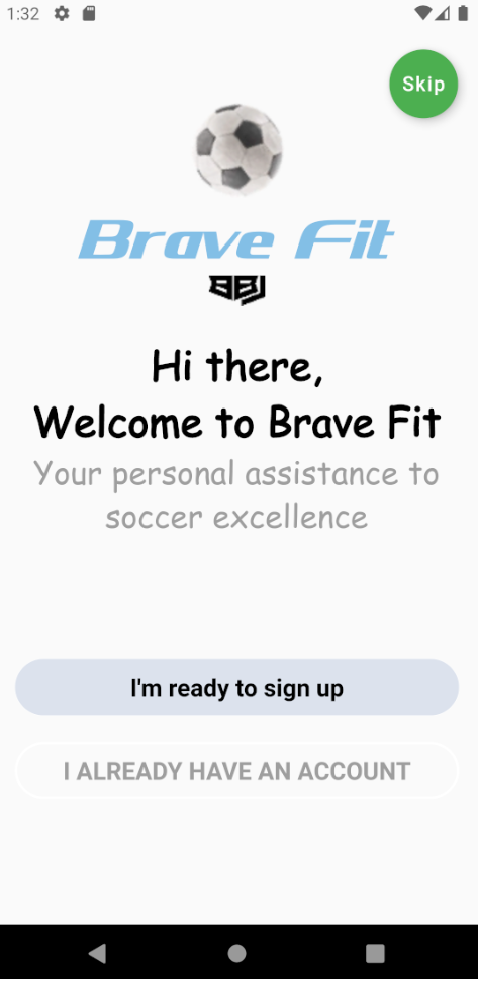 1:32
Skip
Brave Fit
BBJ
Hi there,
Welcome to Brave Fit
Your personal assistance to
soccer excellence
I'm ready to sign up
I ALREADY HAVE AN ACCOUNT